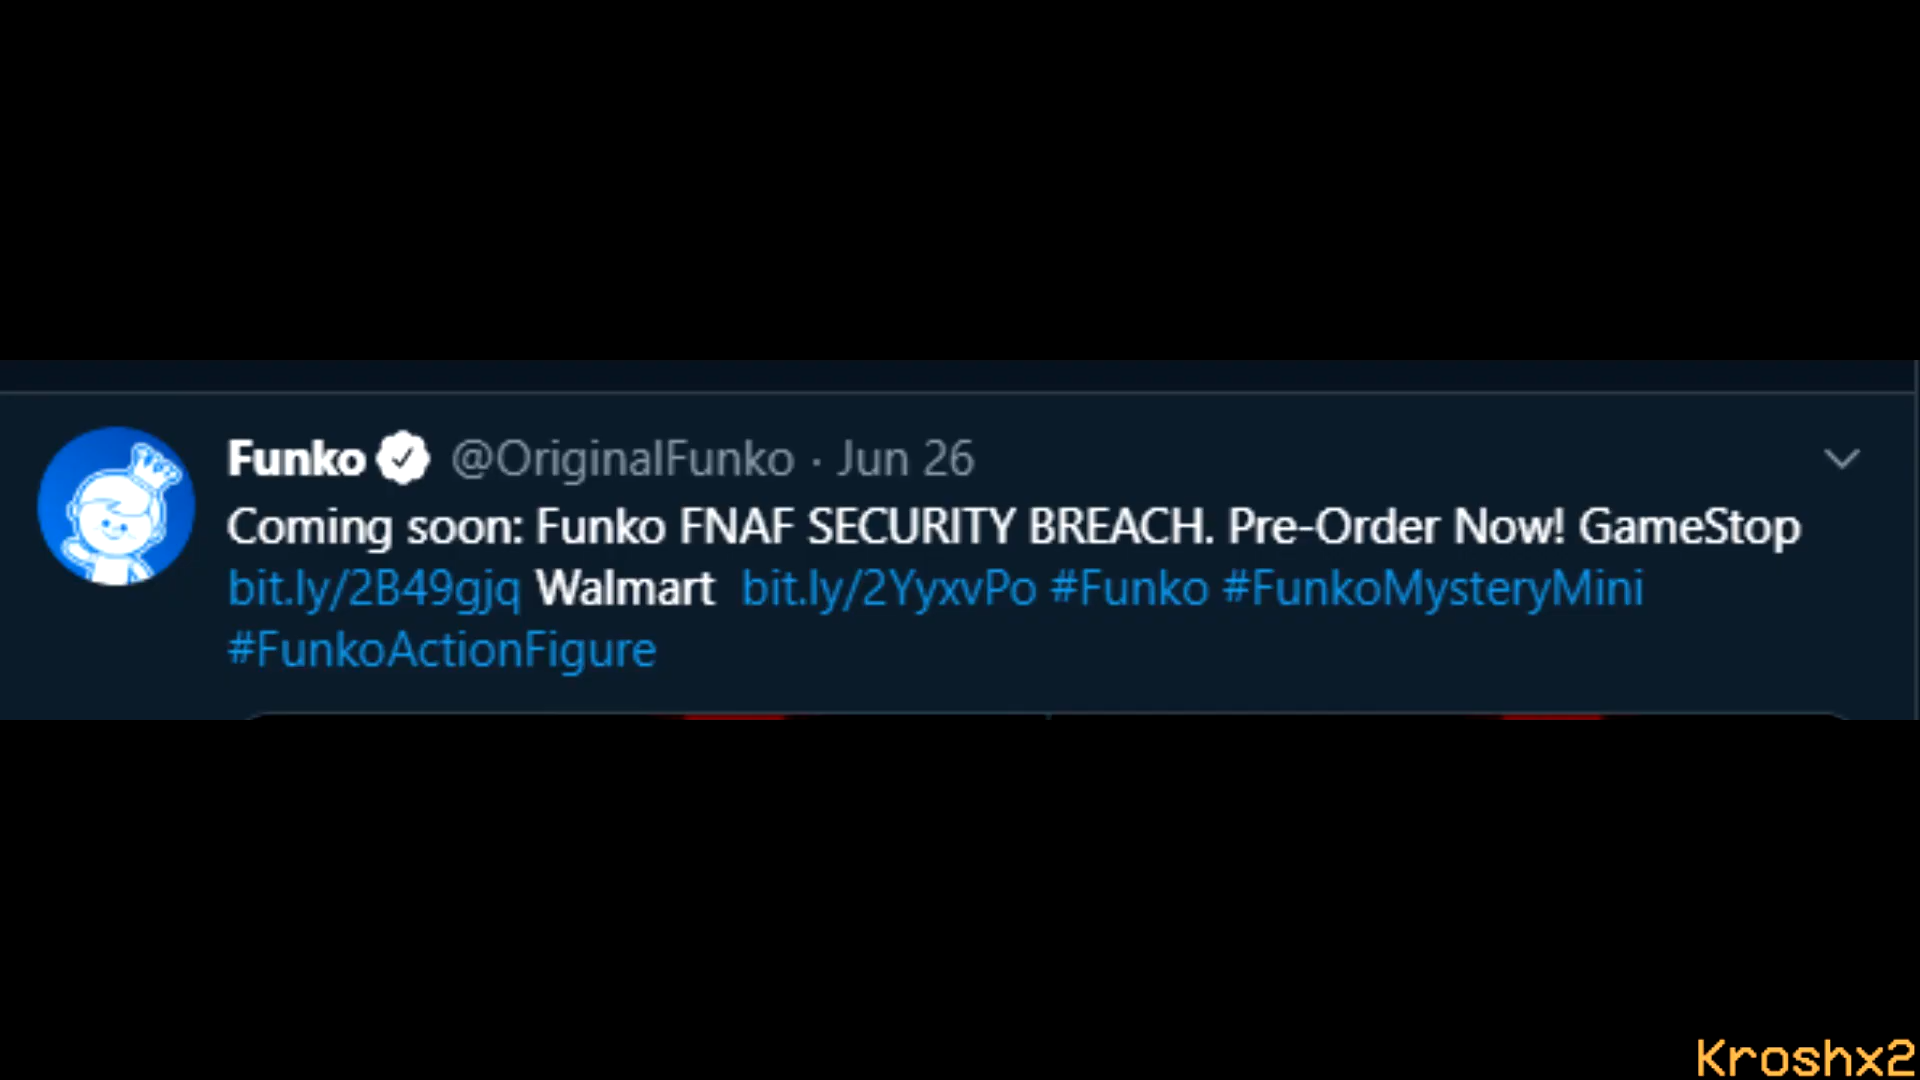 Funko @OriginalFunko · Jun 26
Coming soon: Funko FNAF SECURITY BREACH. Pre-Order Now! GameStop
bit.ly/2B49gjq Walmart bit.ly/2YyxvPo #Funko #FunkoMysteryMini
#FunkoActionFigure
Kroshx2